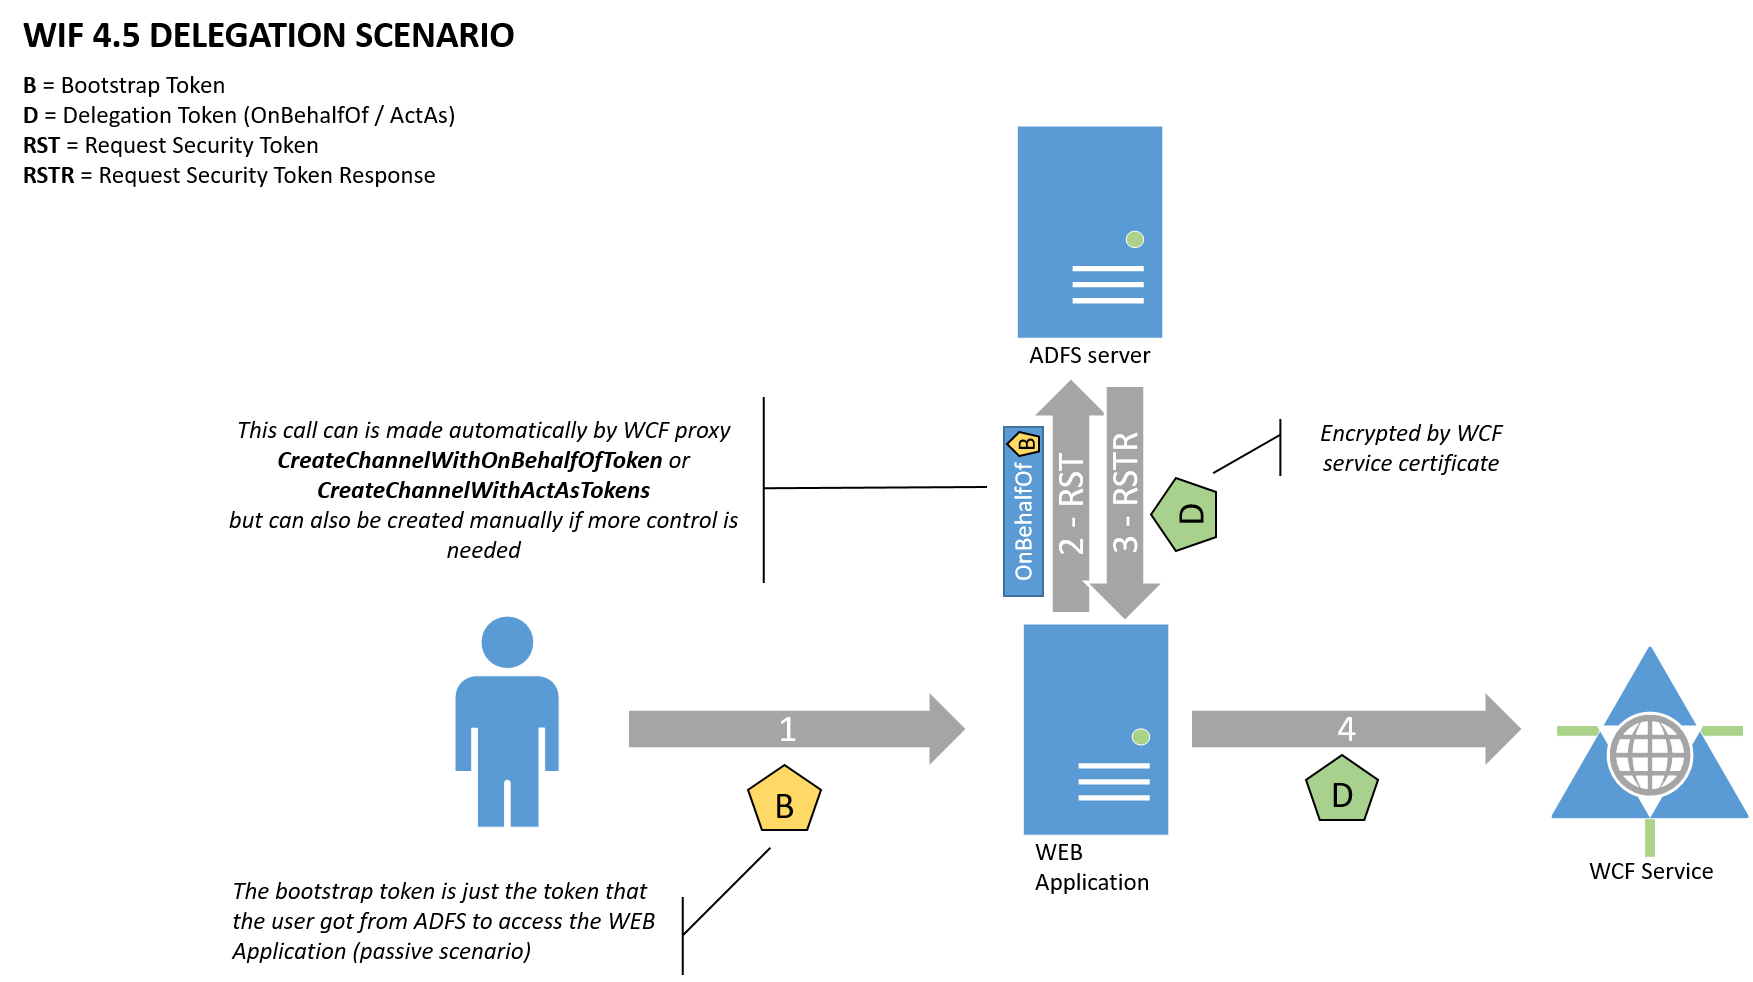 WIF 4.5 DELEGATION SCENARIO
B = Bootstrap Token
D = Delegation Token (OnBehalfOf / ActAs)
RST = Request Security Token
RSTR = Request Security Token Response
ADFS server
This call can is made automatically by WCF proxy
CreateChannelWithOnBehalfOfToken or
CreateChannelWithActAsTokens
but can also be created manually if more control is
needed
OnBehalfOf
B
2 - RST
3 - RSTR
D
Encrypted by WCF
service certificate
1
B
4
D
WEB
Application
WCF Service
The bootstrap token is just the token that
the user got from ADFS to access the WEB
Application (passive scenario)